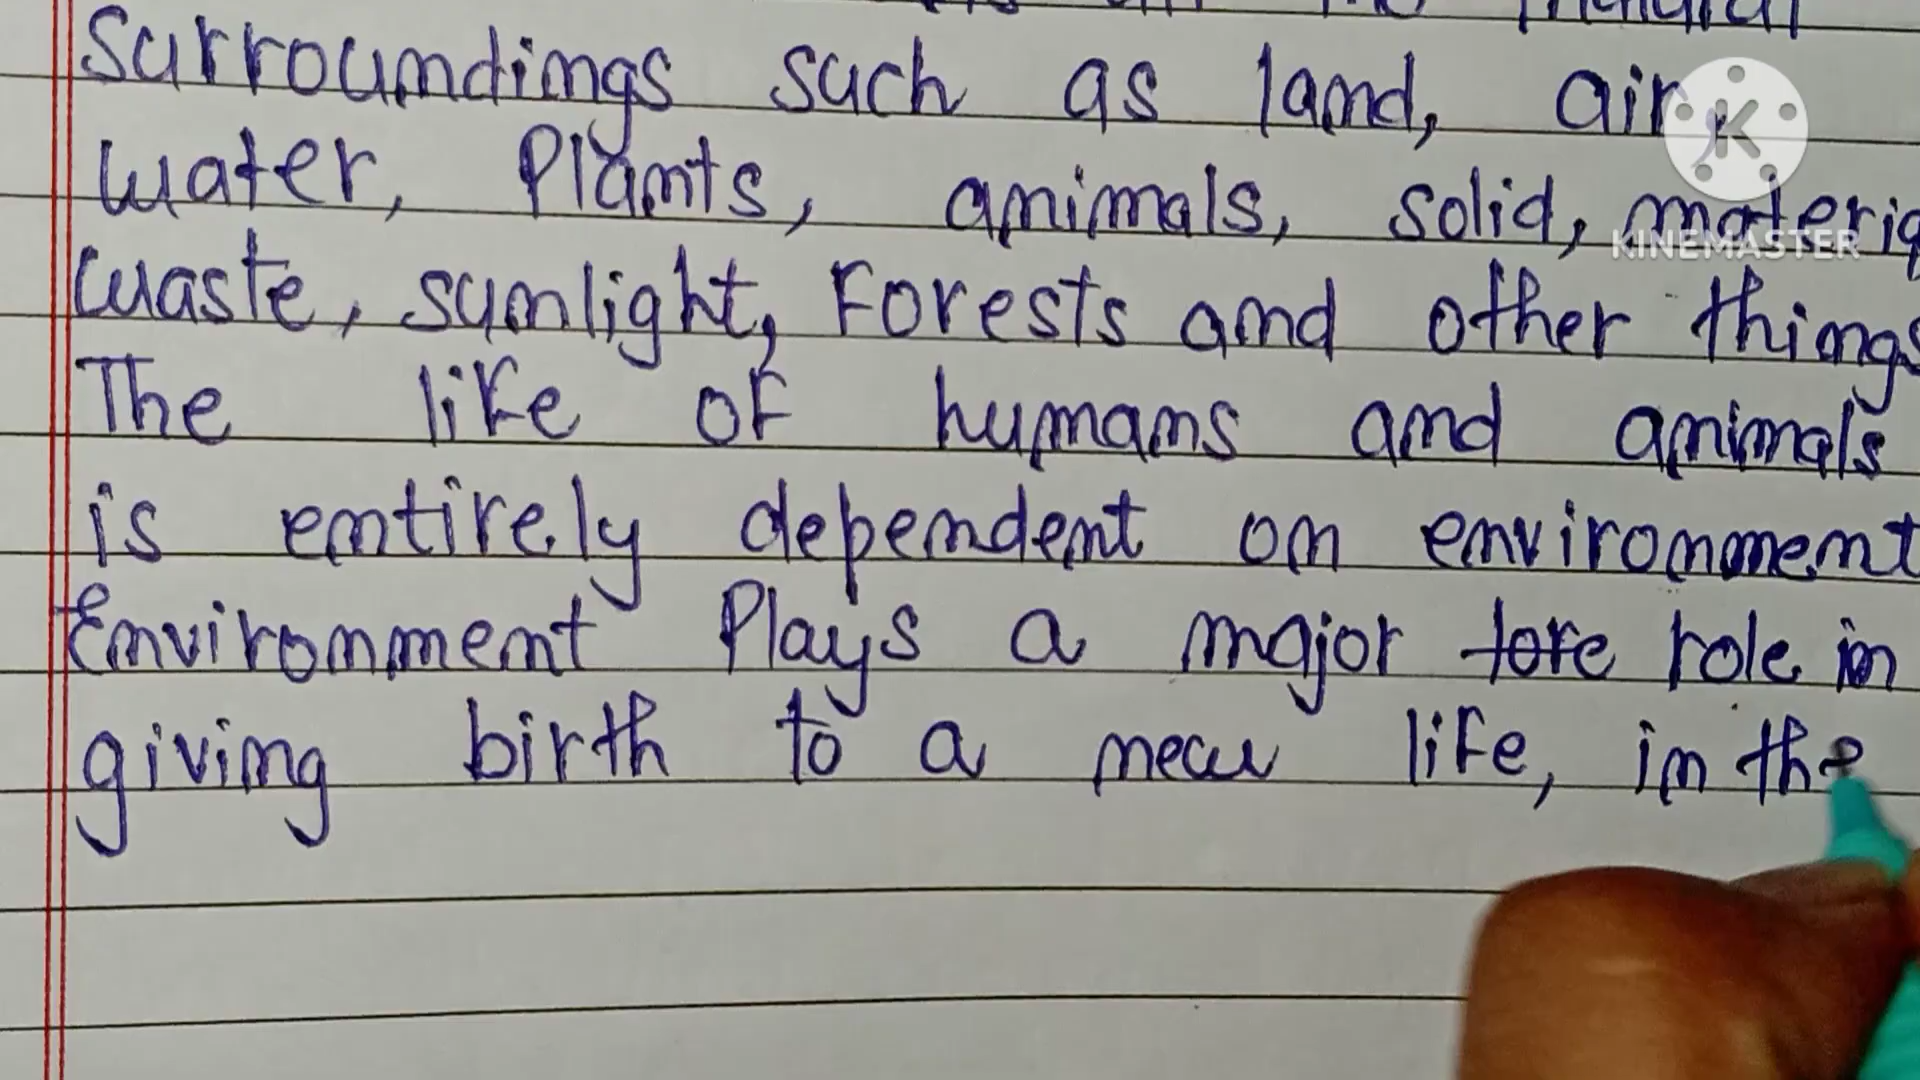 surroundings such as land, air,
water, Plants, animals, solid, materia
waste, sunlight, Forests and other things
The life of humans and animals
is entirely dependent on environment
Environment Plays a major role in
giving birth to a new life, in the
KINEMASTER